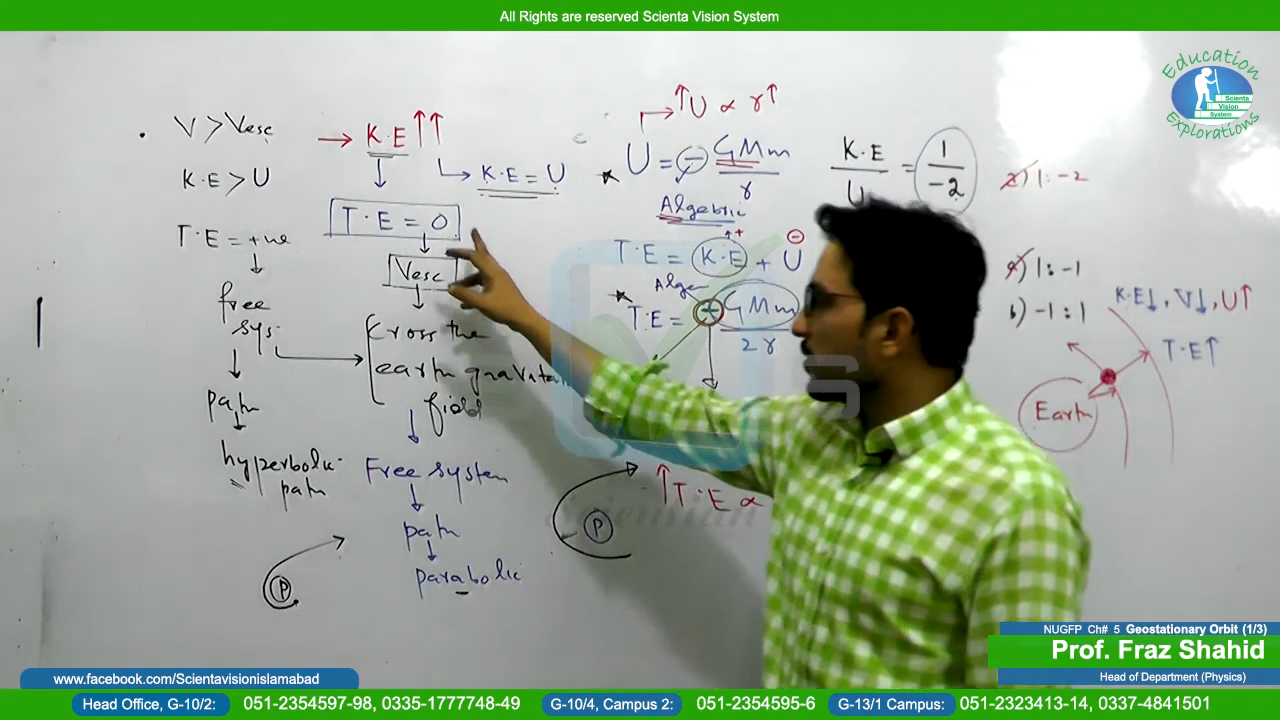 All Rights are reserved Scienta Vision System
Education
Scienta
Vision
System
Explorations
V > Vesc
K.E > U
T.E = +ve
free
sys.
path
hyperbolic
path
P
→ K.E ↑↑
K.E = U
T.E = 0
Vesc
Cross the
earth gravita
field
Free system
path
parabolic
P
↑U ∝ r↑
U = - GMm
r
Algebric
T.E = K.E + U
+
-
Alge
T.E = GMm
2r
↑T.E ∝
K.E
U
= 1
-2
a) 1:-2
a) 1:-1
b) -1:1
K.E↓, V↓, U↑
T.E↑
Earth
NUGFP Ch# 5 Geostationary Orbit (1/3)
Prof. Fraz Shahid
Head of Department (Physics)
www.facebook.com/Scientavisionislamabad
Head Office, G-10/2: 051-2354597-98, 0335-1777748-49 G-10/4, Campus 2: 051-2354595-6 G-13/1 Campus: 051-2323413-14, 0337-4841501